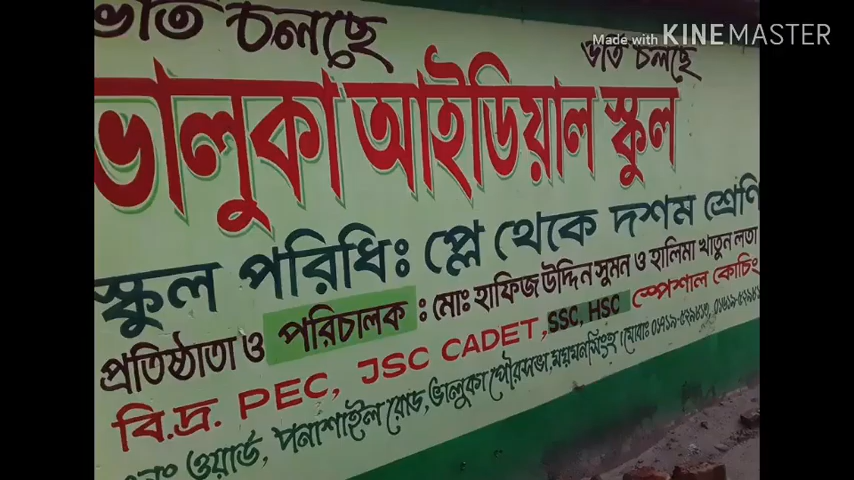 Made with KINEMASTER
ভর্তি চলছে ভর্তি চলছে
ভালুকা আইডিয়াল স্কুল
স্কুল পরিধিঃ প্লে থেকে দশম শ্রেণি
প্রতিষ্ঠাতা ও পরিচালক : মোঃ হাফিজ উদ্দিন সুমন ও হালিমা খাতুন লতা
বি.দ্র. PEC, JSC CADET, SSC, HSC স্পেশাল কোচিং
ওয়ার্ড, পনাশাইল রোড, ভালুকা পৌরসভা, ময়মনসিংহ। মোবাঃ